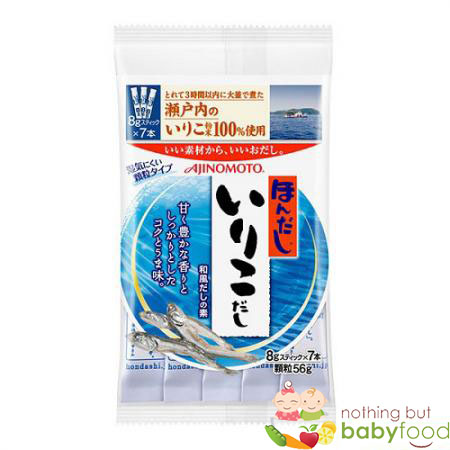 とれて3時間以内に大釜で煮た
瀬戸内の
いりこ粉末100%使用
8gスティック
×7本
いい素材から、いいおだし。
湿気にくい
顆粒タイプ
AJINOMOTO®
ほんだし®
いりこだし
甘く豊かな香りと
しっかりとした
コクとうま味。
和風だしの素
8gスティック×7本
顆粒56g
hondashi.j
nothing but
babyfood